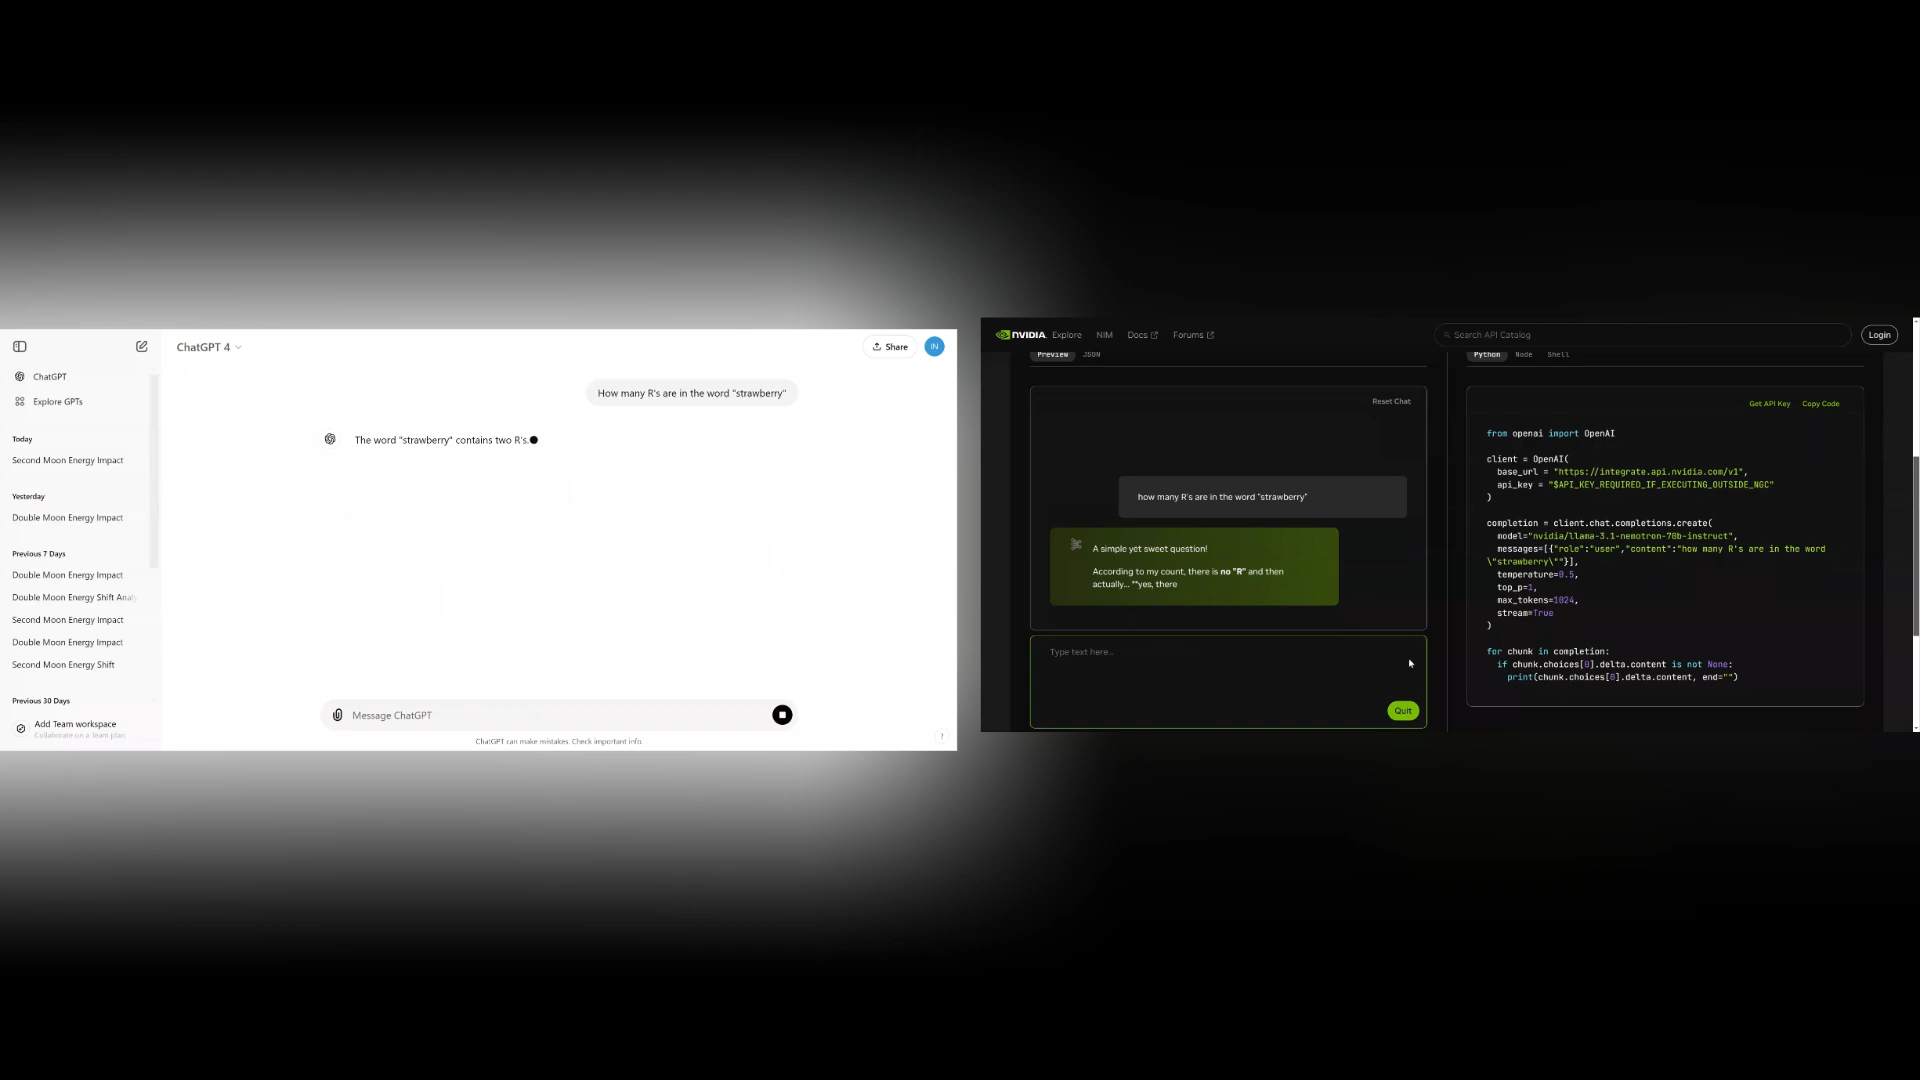 ChatGPT 4
Share
IN
ChatGPT
Explore GPTs
Today
Second Moon Energy Impact
Yesterday
Double Moon Energy Impact
Previous 7 Days
Double Moon Energy Impact
Double Moon Energy Shift Analy
Second Moon Energy Impact
Double Moon Energy Impact
Second Moon Energy Shift
Previous 30 Days
Add Team workspace
Collaborate on a Team plan
How many R's are in the word "strawberry"
The word "strawberry" contains two R's.
Message ChatGPT
ChatGPT can make mistakes. Check important info.
?
NVIDIA. Explore NIM Docs Forums
Search API Catalog
Login
Preview JSON
Reset Chat
how many R's are in the word "strawberry"
A simple yet sweet question!
According to my count, there is no "R" and then
actually... **yes, there
Type text here...
Quit
Python Node Shell
Get API Key Copy Code
from openai import OpenAI
client = OpenAI(
base_url = "https://integrate.api.nvidia.com/v1",
api_key = "$API_KEY_REQUIRED_IF_EXECUTING_OUTSIDE_NGC"
)
completion = client.chat.completions.create(
model="nvidia/llama-3.1-nemotron-70b-instruct",
messages=[{"role":"user","content":"how many R's are in the word
\"strawberry\""}],
temperature=0.5,
top_p=1,
max_tokens=1024,
stream=True
)
for chunk in completion:
if chunk.choices[0].delta.content is not None:
print(chunk.choices[0].delta.content, end="")